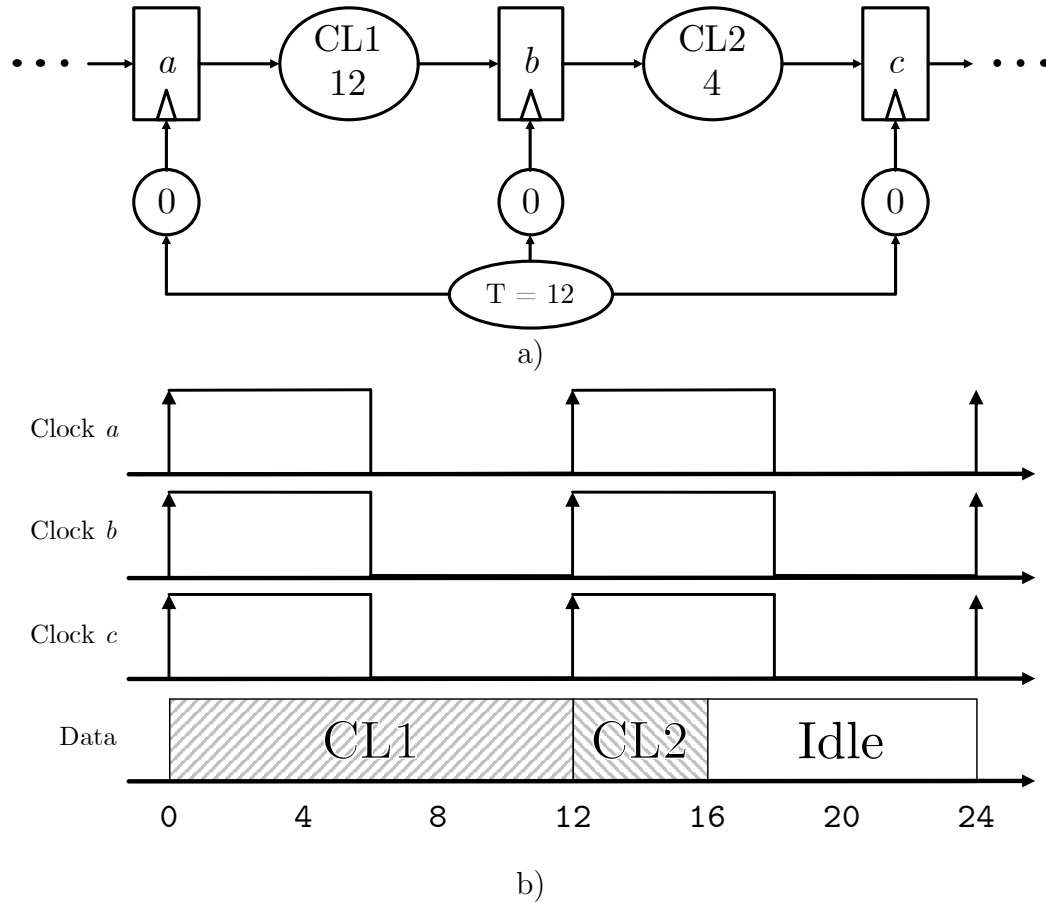 CL1 CL2
a b c
12 4
0 0 0
T = 12
a)
Clock a
Clock b
Clock c
Data CL1 CL2 Idle
0 4 8 12 16 20 24
b)